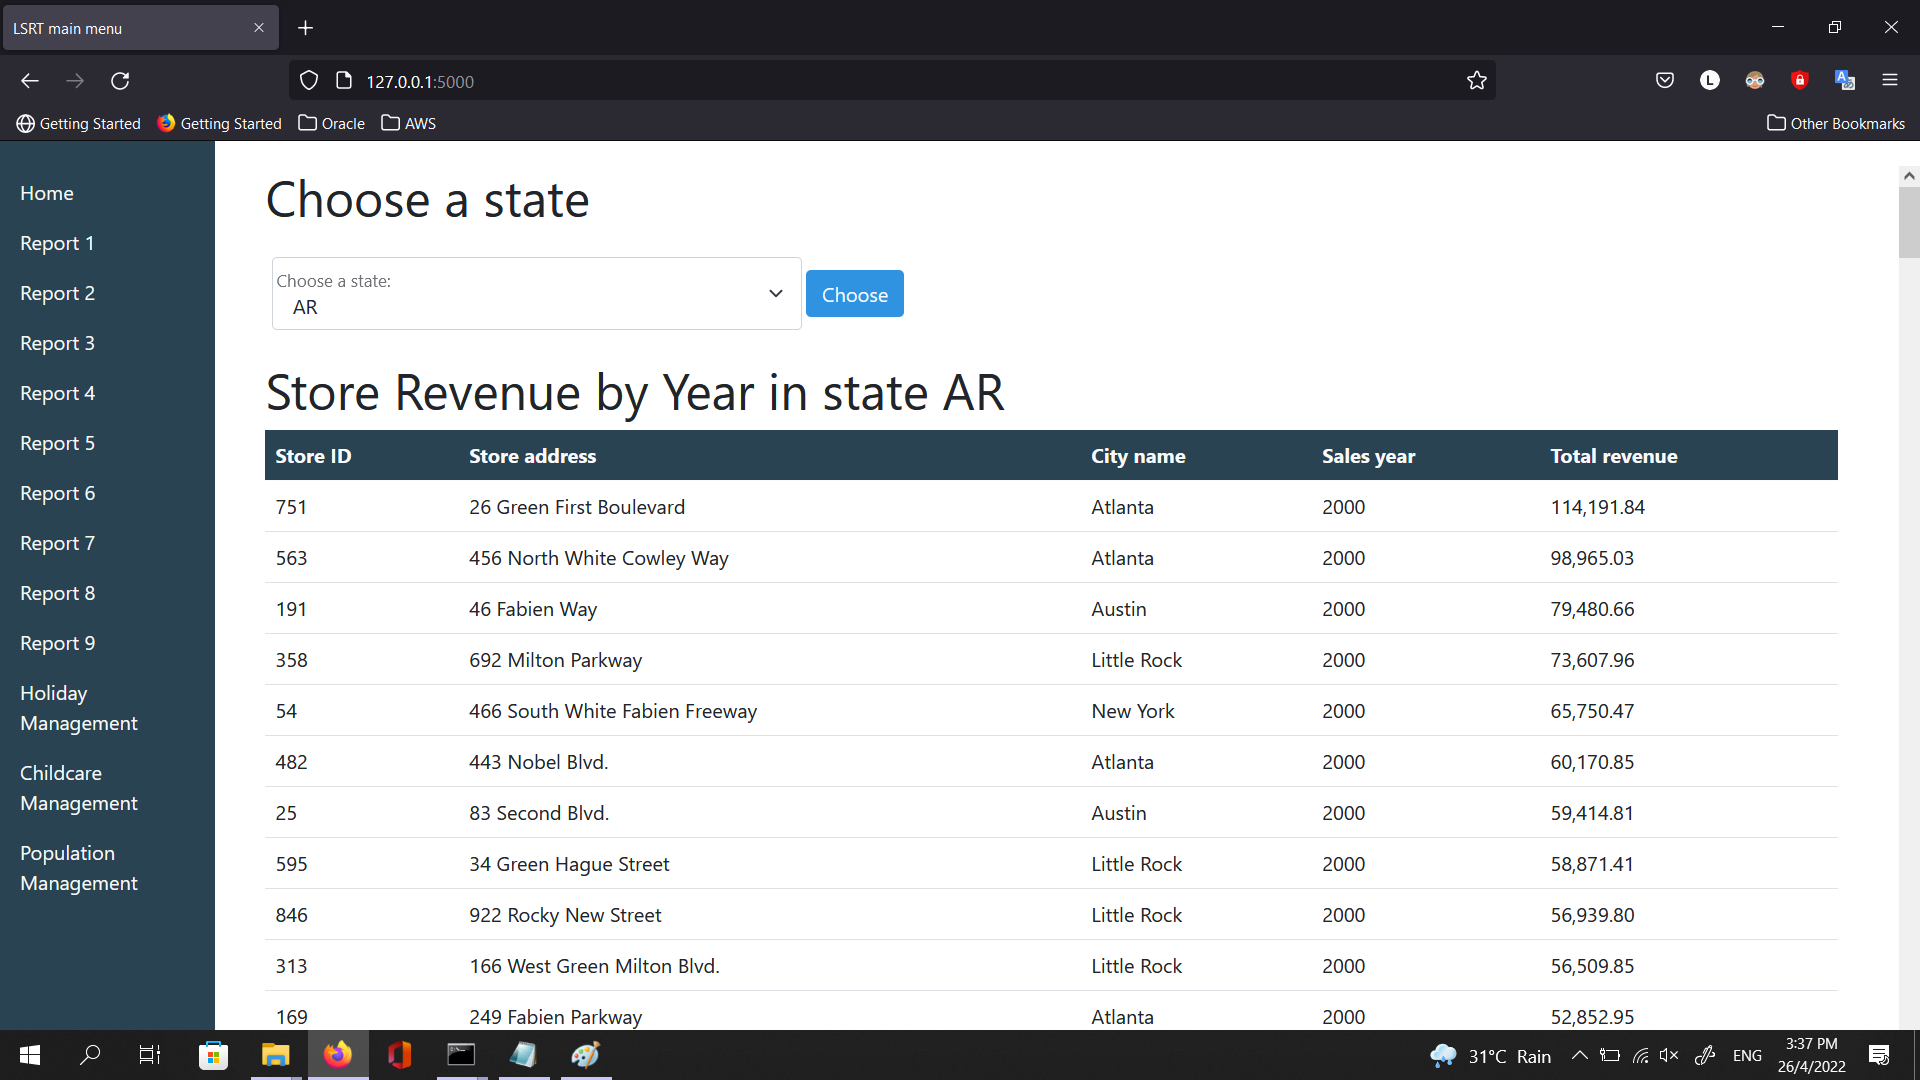 LSRT main menu
127.0.0.1:5000
L
Getting Started
Getting Started
Oracle
AWS
Other Bookmarks
Home
Report 1
Report 2
Report 3
Report 4
Report 5
Report 6
Report 7
Report 8
Report 9
Holiday
Management
Childcare
Management
Population
Management
Choose a state
Choose a state:
AR
Choose
Store Revenue by Year in state AR
Store ID Store address City name Sales year Total revenue
751 26 Green First Boulevard Atlanta 2000 114,191.84
563 456 North White Cowley Way Atlanta 2000 98,965.03
191 46 Fabien Way Austin 2000 79,480.66
358 692 Milton Parkway Little Rock 2000 73,607.96
54 466 South White Fabien Freeway New York 2000 65,750.47
482 443 Nobel Blvd. Atlanta 2000 60,170.85
25 83 Second Blvd. Austin 2000 59,414.81
595 34 Green Hague Street Little Rock 2000 58,871.41
846 922 Rocky New Street Little Rock 2000 56,939.80
313 166 West Green Milton Blvd. Little Rock 2000 56,509.85
169 249 Fabien Parkway Atlanta 2000 52,852.95
31°C Rain
ENG
3:37 PM
26/4/2022